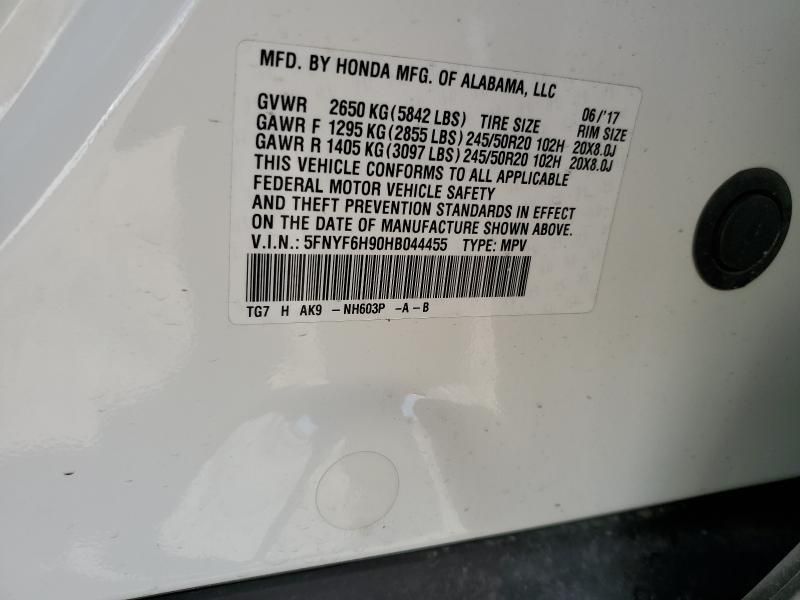 MFD. BY HONDA MFG. OF ALABAMA, LLC
GVWR 2650 KG (5842 LBS) TIRE SIZE 06/'17 RIM SIZE
GAWR F 1295 KG (2855 LBS) 245/50R20 102H 20X8.0J
GAWR R 1405 KG (3097 LBS) 245/50R20 102H 20X8.0J
THIS VEHICLE CONFORMS TO ALL APPLICABLE
FEDERAL MOTOR VEHICLE SAFETY
AND THEFT PREVENTION STANDARDS IN EFFECT
ON THE DATE OF MANUFACTURE SHOWN ABOVE.
V.I.N.: 5FNYF6H90HB044455 TYPE: MPV
TG7 H AK9 -NH603P -A-B